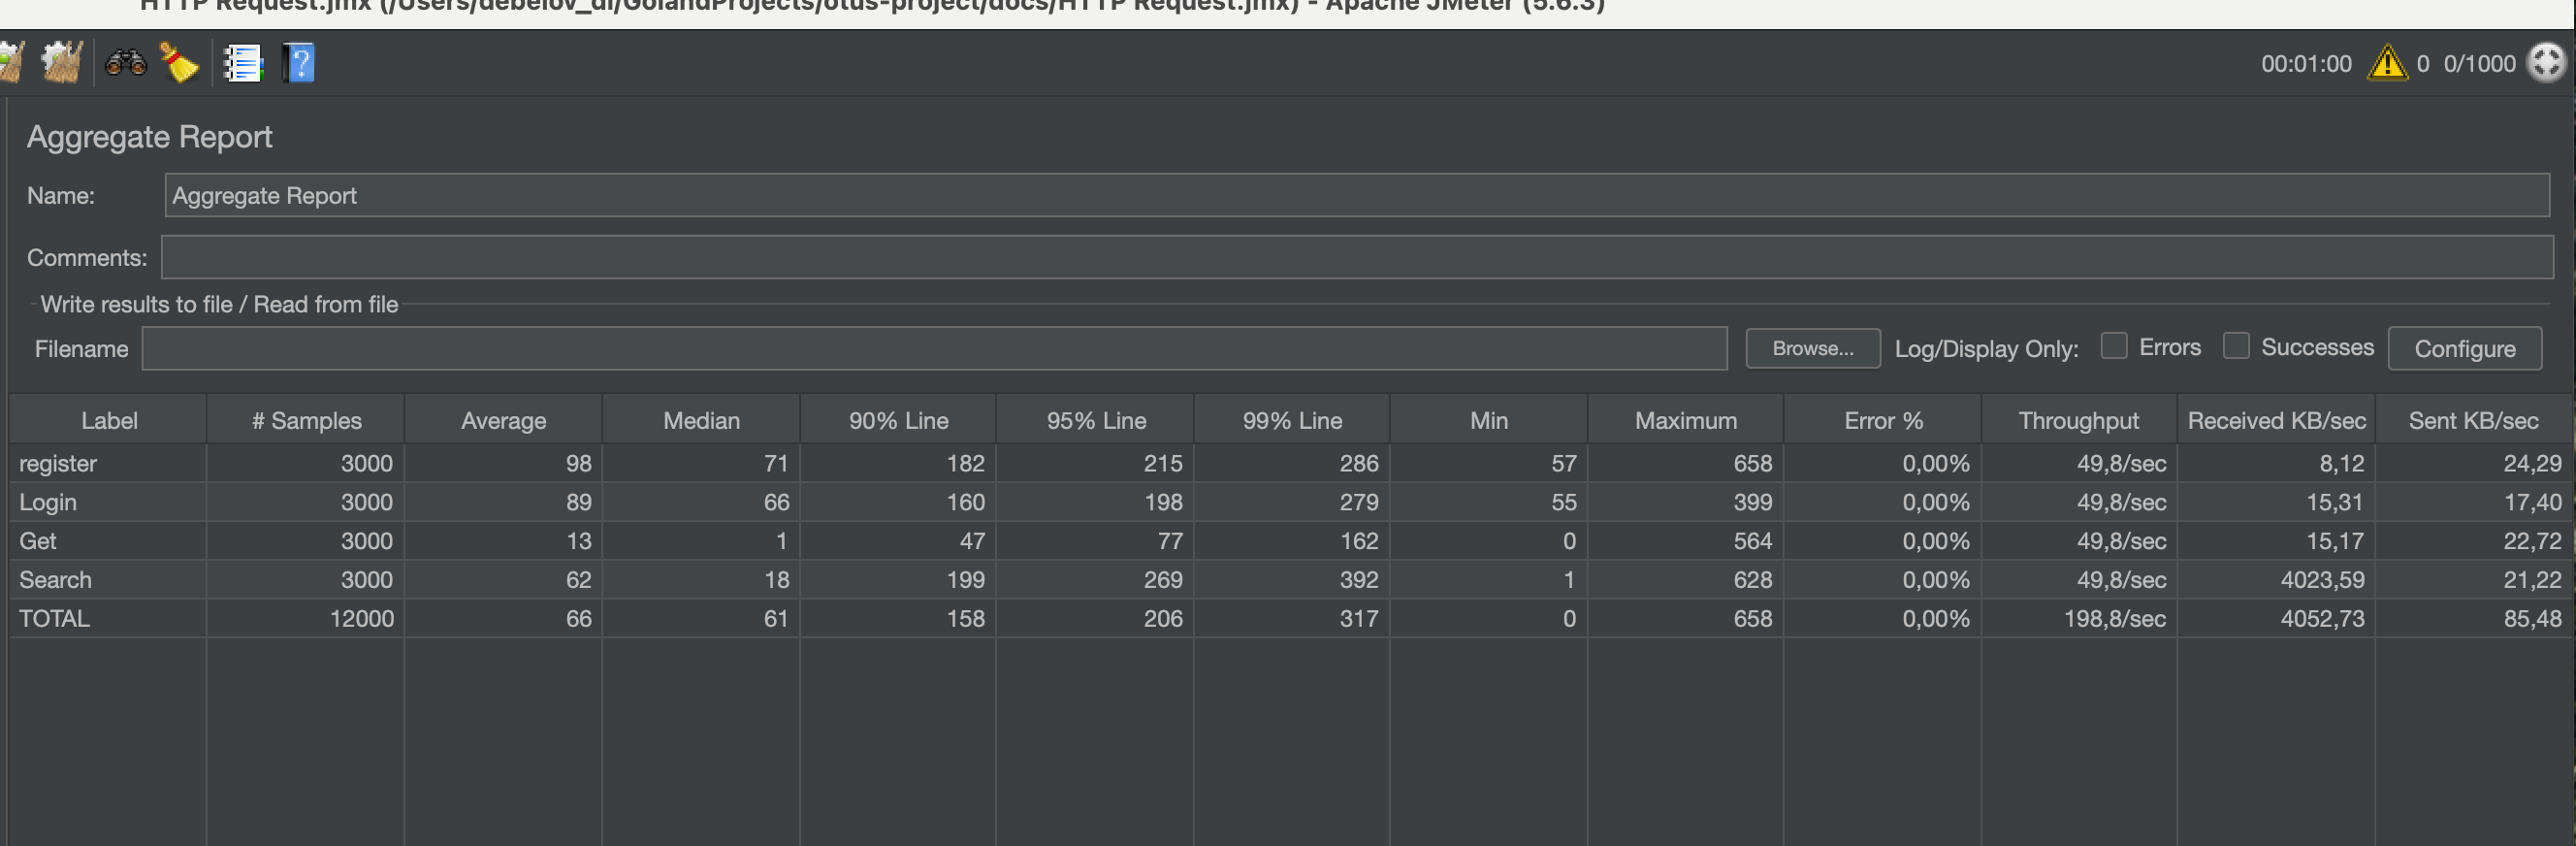 HTTP Request.jmx (/Users/debelov_di/GolandProjects/otus-project/docs/HTTP Request.jmx) - Apache JMeter (5.6.3)
00:01:00 0 0/1000
Aggregate Report
Name: Aggregate Report
Comments:
Write results to file / Read from file
Filename Browse... Log/Display Only: Errors Successes Configure
Label # Samples Average Median 90% Line 95% Line 99% Line Min Maximum Error % Throughput Received KB/sec Sent KB/sec
register 3000 98 71 182 215 286 57 658 0,00% 49,8/sec 8,12 24,29
Login 3000 89 66 160 198 279 55 399 0,00% 49,8/sec 15,31 17,40
Get 3000 13 1 47 77 162 0 564 0,00% 49,8/sec 15,17 22,72
Search 3000 62 18 199 269 392 1 628 0,00% 49,8/sec 4023,59 21,22
TOTAL 12000 66 61 158 206 317 0 658 0,00% 198,8/sec 4052,73 85,48